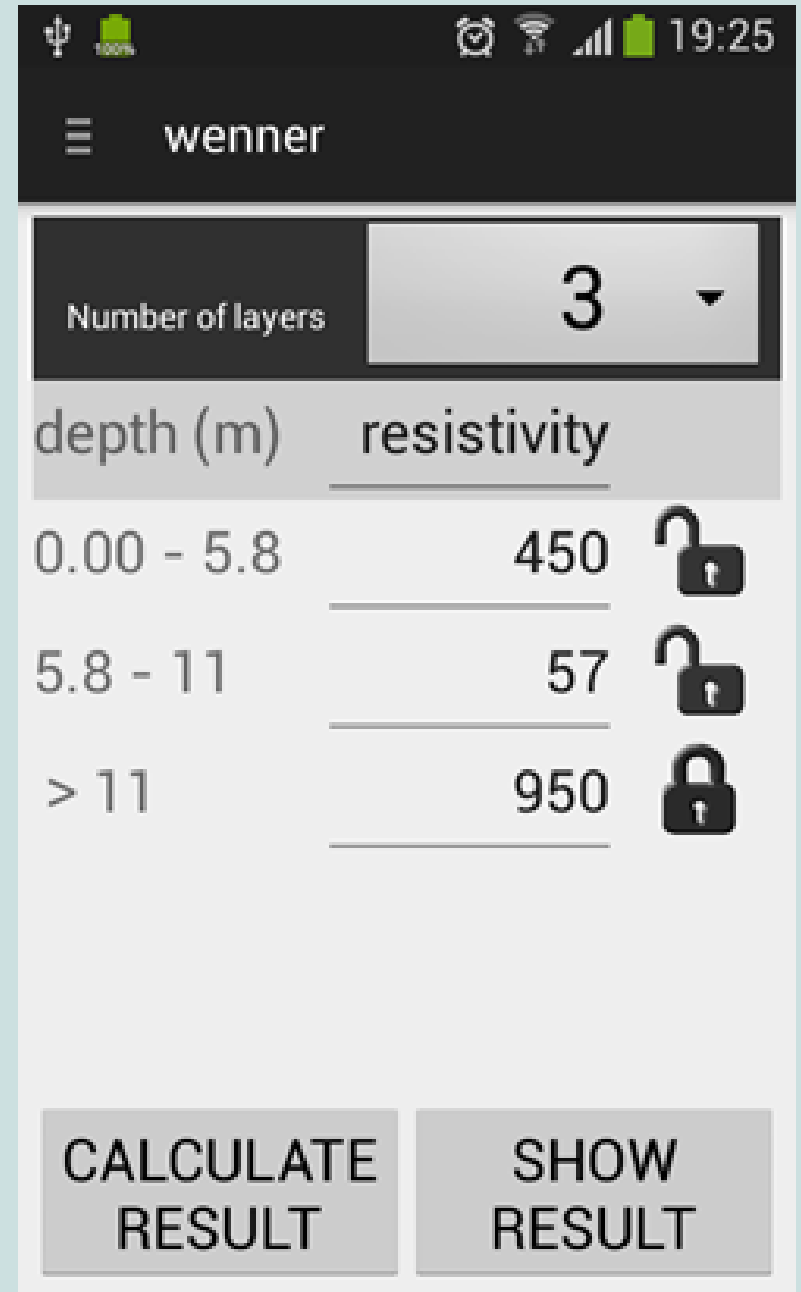 100% 19:25
wenner
Number of layers 3
depth (m) resistivity
0.00 - 5.8 450
5.8 - 11 57
> 11 950
CALCULATE RESULT
SHOW RESULT